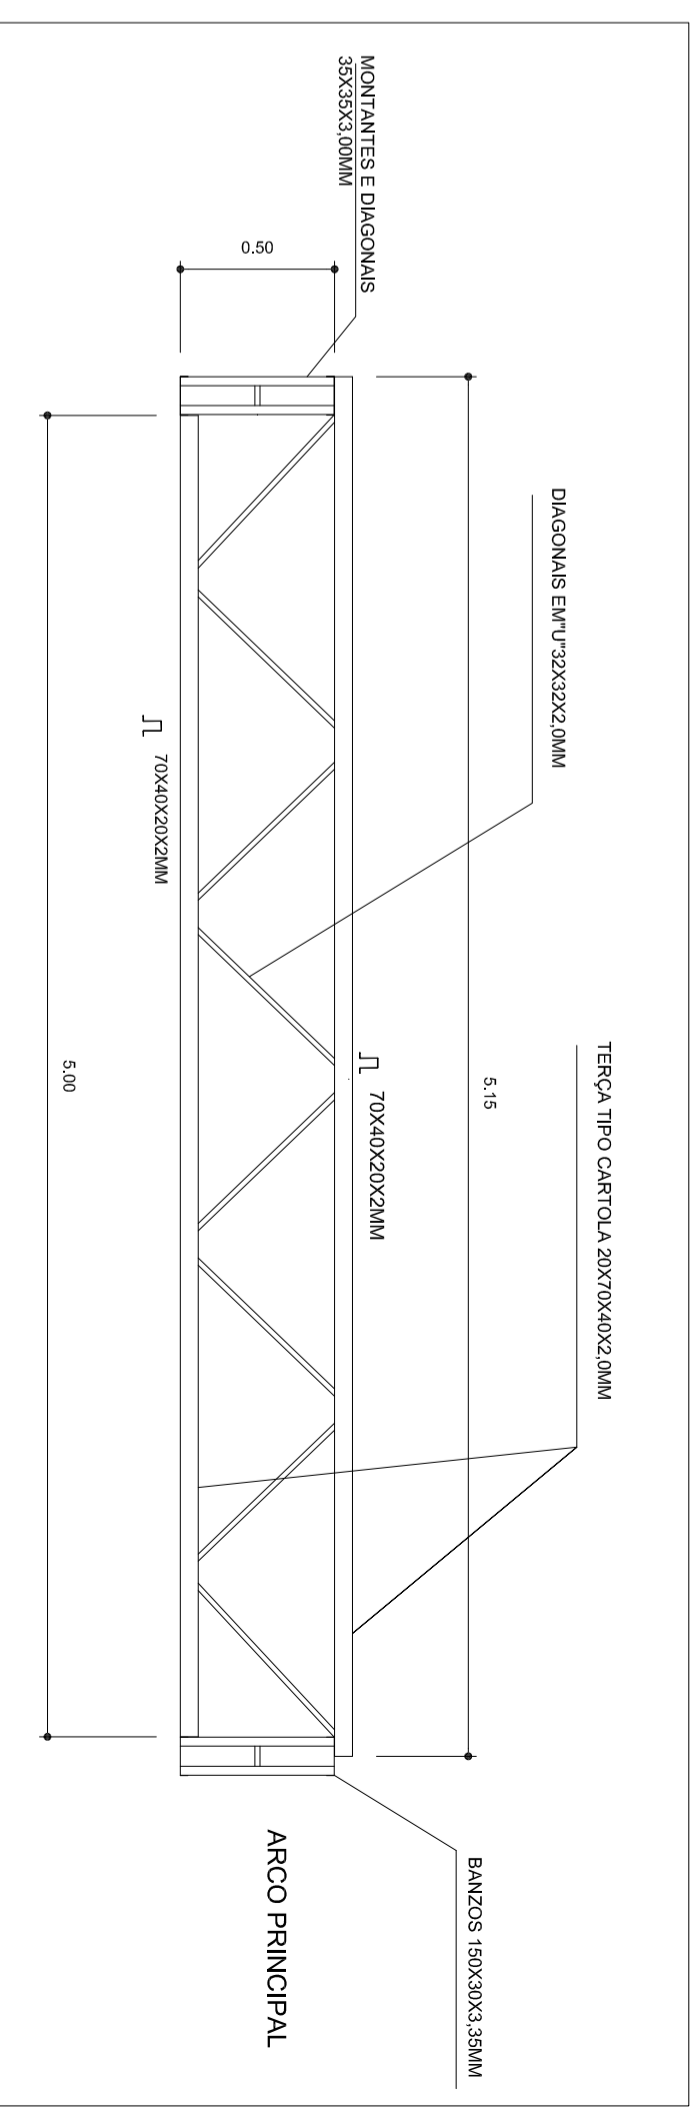 MONTANTES E DIAGONAIS
35X35X3,00MM
0.50
DIAGONAIS EM"U"32X32X2,0MM
TERÇA TIPO CARTOLA 20X70X40X2,0MM
5.15
70X40X20X2MM
70X40X20X2MM
5.00
BANZOS 150X30X3,35MM
ARCO PRINCIPAL